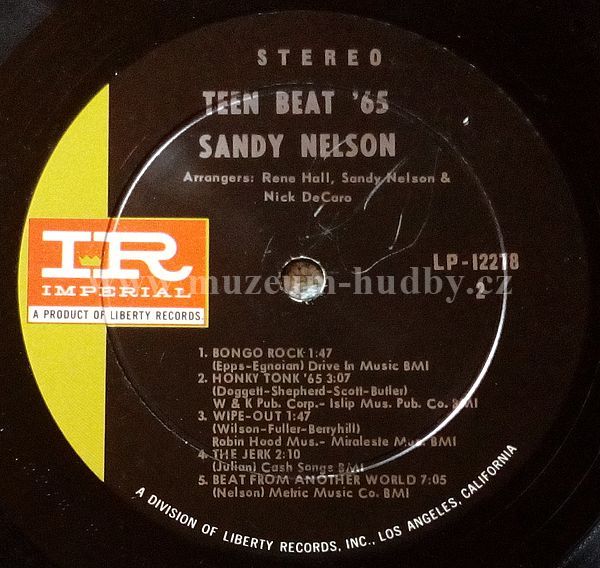 STEREO
TEEN BEAT '65
SANDY NELSON
Arrangers: Rene Hall, Sandy Nelson &
Nick DeCaro
IR
IMPERIAL
A PRODUCT OF LIBERTY RECORDS.
LP-12278
2
www.muzeum-hudby.cz
1. BONGO ROCK 1:47
(Epps-Egnoian) Drive In Music BMI
2. HONKY TONK '65 3:07
(Doggett-Shepherd-Scott-Butler)
W & K Pub. Corp.- Islip Mus. Pub. Co. BMI
3. WIPE-OUT 1:47
(Wilson-Fuller-Berryhill)
Robin Hood Mus.- Miraleste Mus. BMI
4. THE JERK 2:10
(Julian) Cash Songs BMI
5. BEAT FROM ANOTHER WORLD 7:05
(Nelson) Metric Music Co. BMI
A DIVISION OF LIBERTY RECORDS, INC., LOS ANGELES, CALIFORNIA